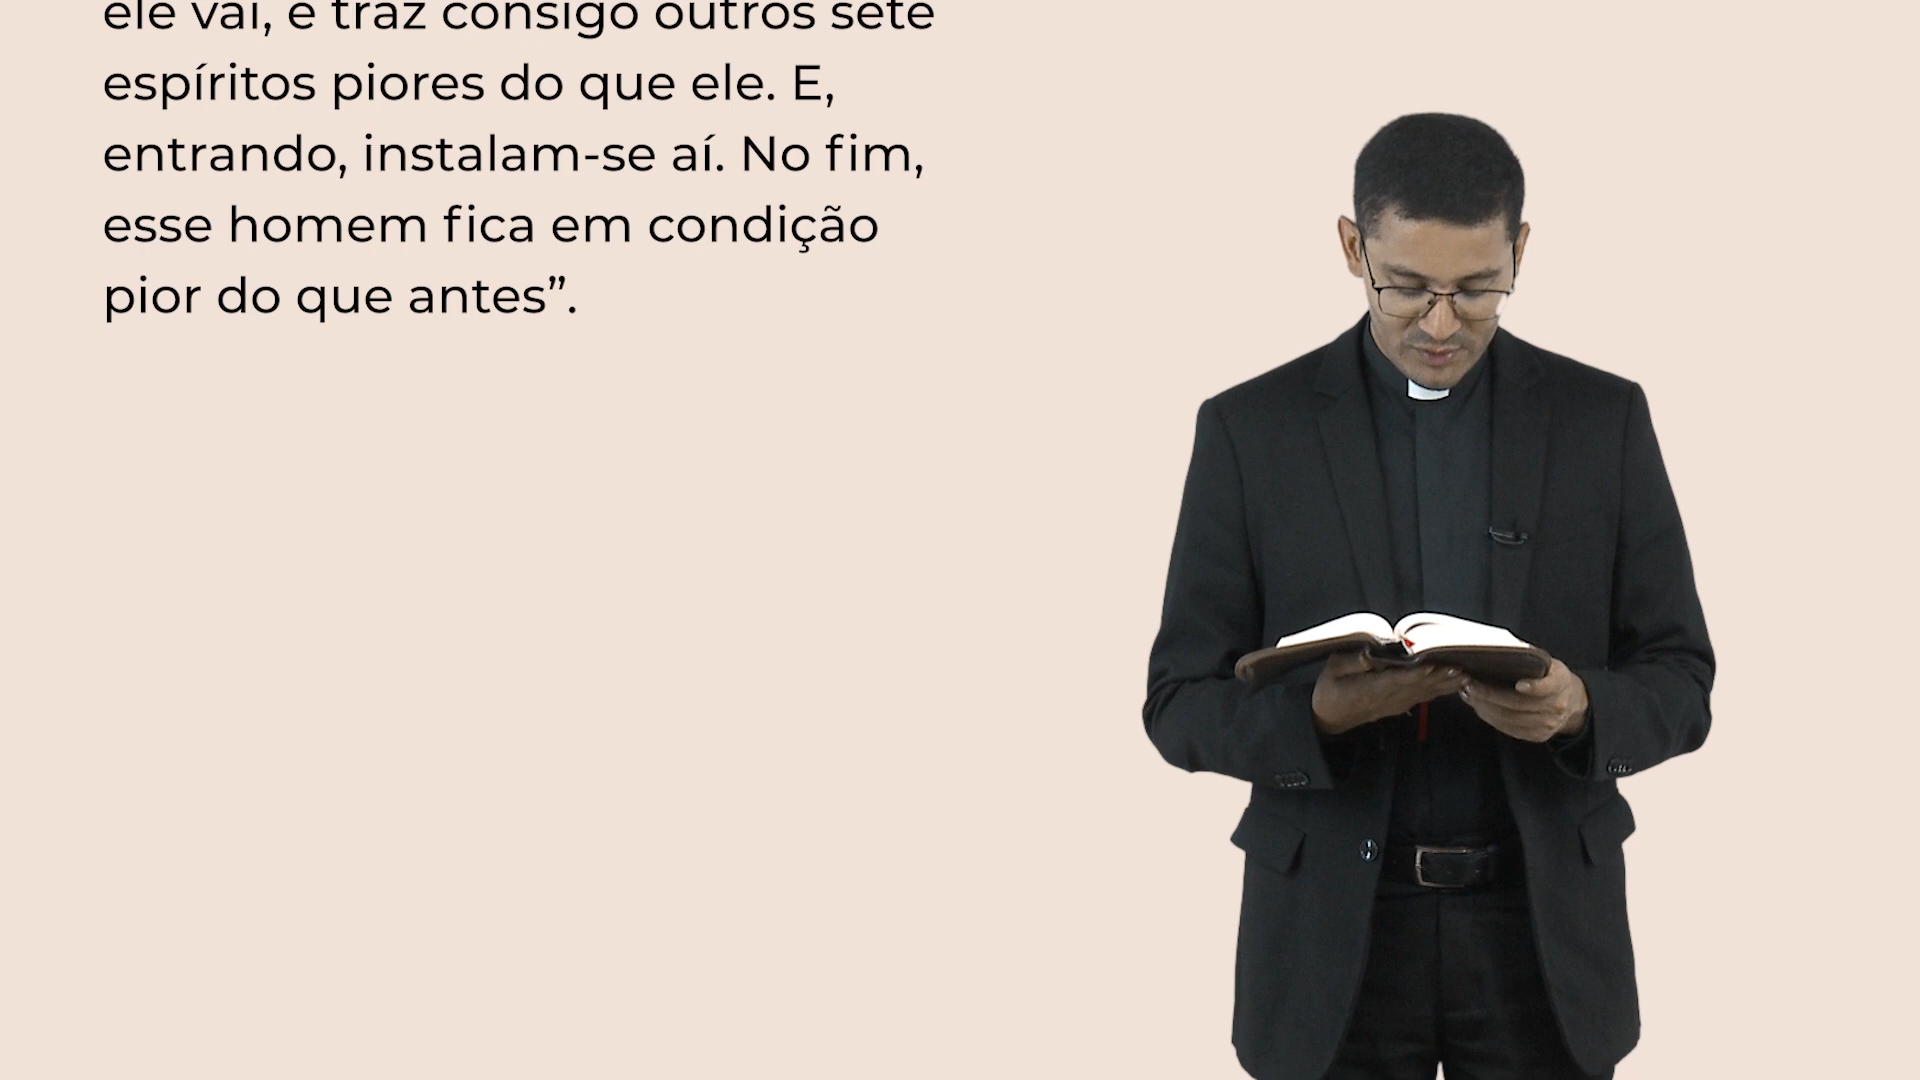 ele vai, e traz consigo outros sete
espíritos piores do que ele. E,
entrando, instalam-se aí. No fim,
esse homem fica em condição
pior do que antes”.